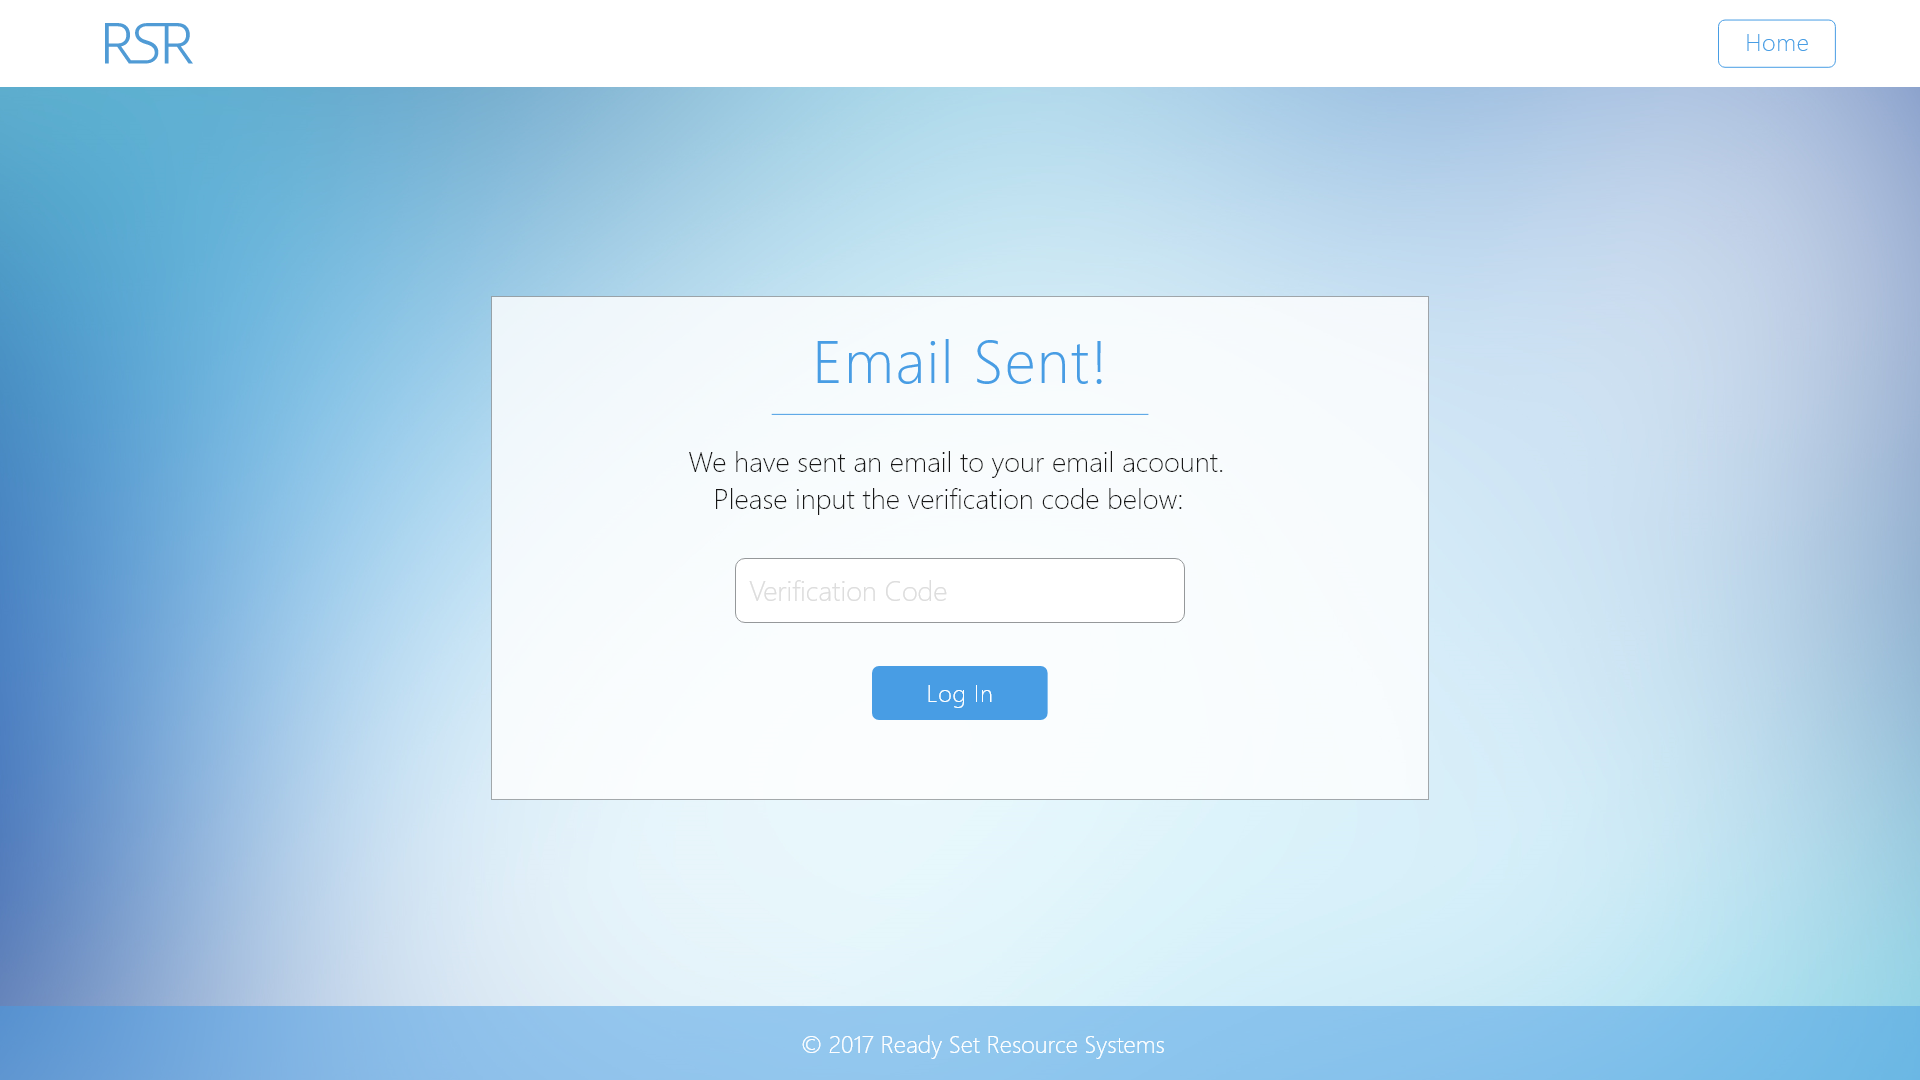 RSR
Home
Email Sent!
We have sent an email to your email acoount.
Please input the verification code below:
Verification Code
Log In
© 2017 Ready Set Resource Systems